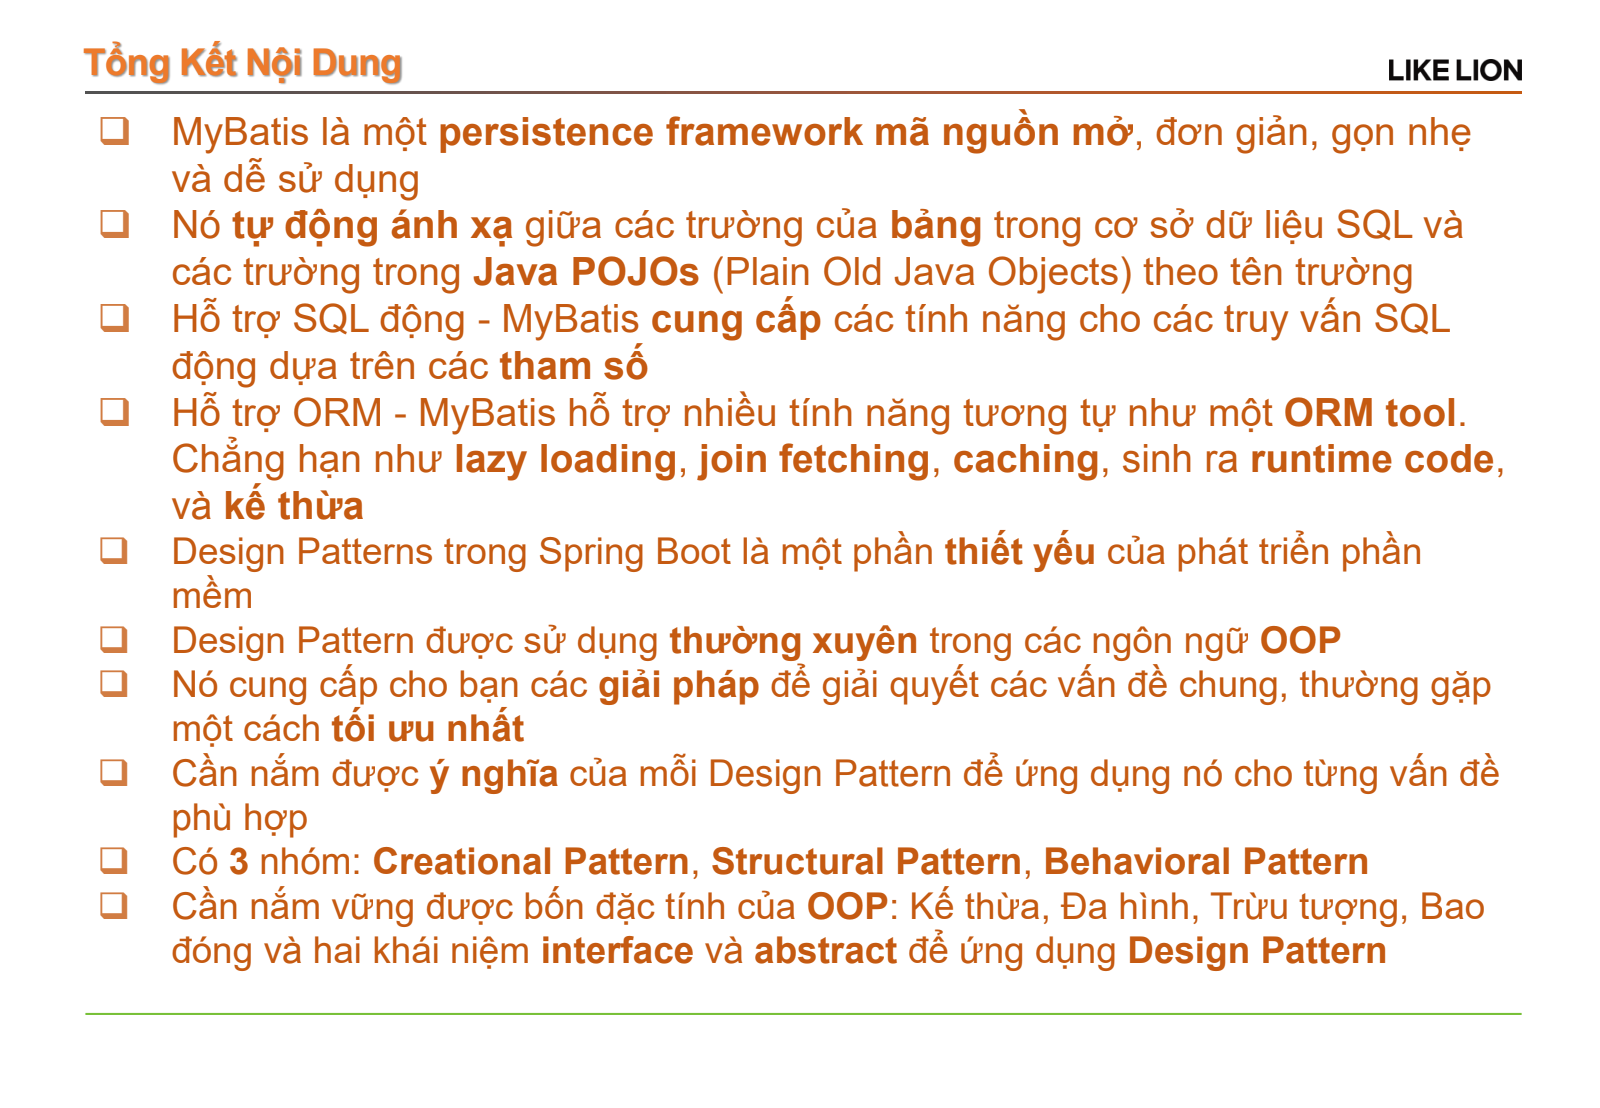 Tổng Kết Nội Dung
LIKE LION
❑ MyBatis là một persistence framework mã nguồn mở, đơn giản, gọn nhẹ
và dễ sử dụng
❑ Nó tự động ánh xạ giữa các trường của bảng trong cơ sở dữ liệu SQL và
các trường trong Java POJOs (Plain Old Java Objects) theo tên trường
❑ Hỗ trợ SQL động - MyBatis cung cấp các tính năng cho các truy vấn SQL
động dựa trên các tham số
❑ Hỗ trợ ORM - MyBatis hỗ trợ nhiều tính năng tương tự như một ORM tool.
Chẳng hạn như lazy loading, join fetching, caching, sinh ra runtime code,
và kế thừa
❑ Design Patterns trong Spring Boot là một phần thiết yếu của phát triển phần
mềm
❑ Design Pattern được sử dụng thường xuyên trong các ngôn ngữ OOP
❑ Nó cung cấp cho bạn các giải pháp để giải quyết các vấn đề chung, thường gặp
một cách tối ưu nhất
❑ Cần nắm được ý nghĩa của mỗi Design Pattern để ứng dụng nó cho từng vấn đề
phù hợp
❑ Có 3 nhóm: Creational Pattern, Structural Pattern, Behavioral Pattern
❑ Cần nắm vững được bốn đặc tính của OOP: Kế thừa, Đa hình, Trừu tượng, Bao
đóng và hai khái niệm interface và abstract để ứng dụng Design Pattern